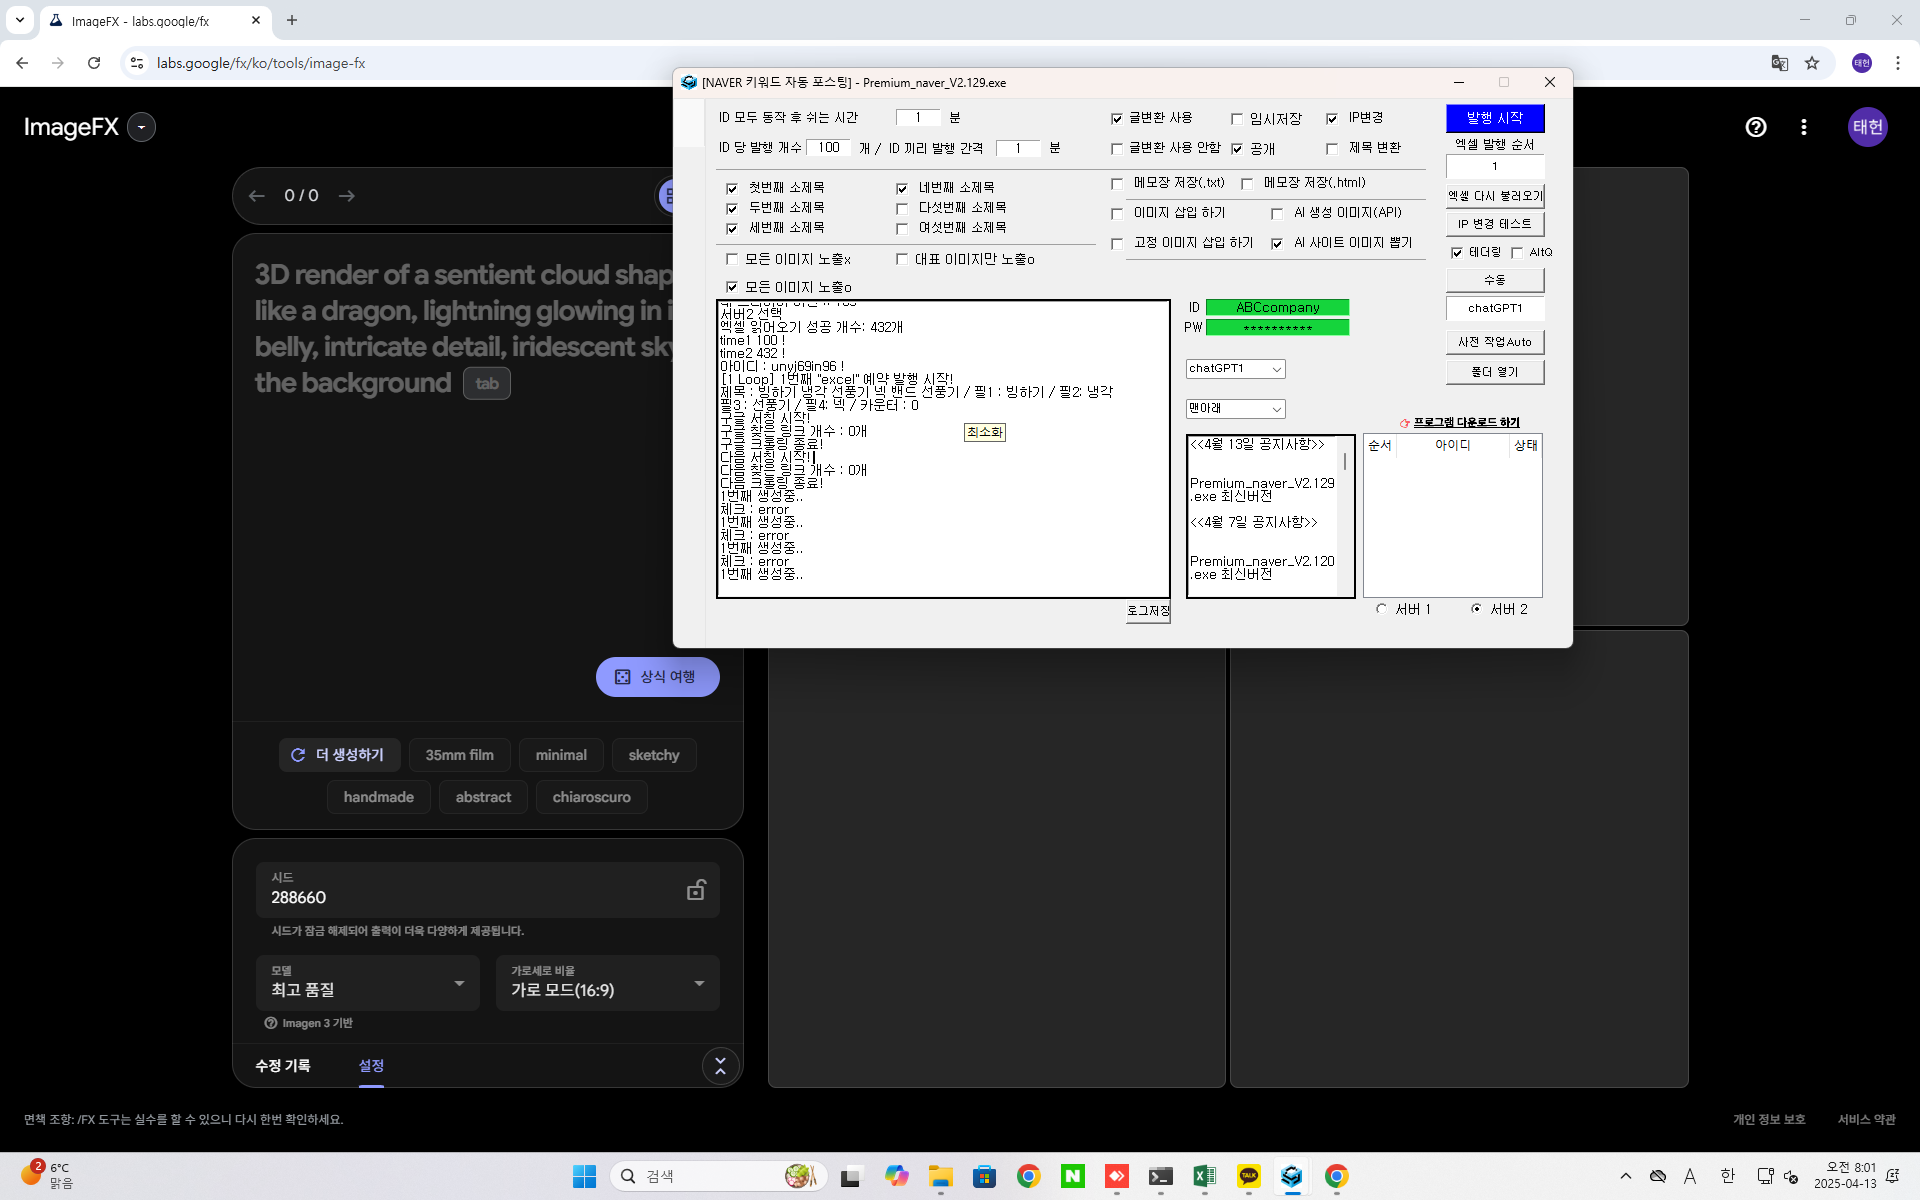 ImageFX - labs.google/fx
labs.google/fx/ko/tools/image-fx
태헌
ImageFX
태헌
0 / 0
3D render of a sentient cloud shap
like a dragon, lightning glowing in i
belly, intricate detail, iridescent sky
the background tab
상식 여행
더 생성하기
35mm film
minimal
sketchy
handmade
abstract
chiaroscuro
시드
288660
시드가 잠금 해제되어 출력이 더욱 다양하게 제공됩니다.
모델
최고 품질
가로세로 비율
가로 모드(16:9)
Imagen 3 기반
수정 기록
설정
면책 조항: /FX 도구는 실수를 할 수 있으니 다시 한번 확인하세요.
개인 정보 보호
서비스 약관
[NAVER 키워드 자동 포스팅] - Premium_naver_V2.129.exe
ID 모두 동작 후 쉬는 시간 1 분
ID 당 발행 개수 100 개 / ID 끼리 발행 간격 1 분
글변환 사용
임시저장
IP변경
글변환 사용 안함
공개
제목 변환
첫번째 소제목
네번째 소제목
두번째 소제목
다섯번째 소제목
세번째 소제목
여섯번째 소제목
모든 이미지 노출x
대표 이미지만 노출o
모든 이미지 노출o
메모장 저장(.txt)
메모장 저장(.html)
이미지 삽입 하기
AI 생성 이미지(API)
고정 이미지 삽입 하기
AI 사이트 이미지 뽑기
발행 시작
엑셀 발행 순서
1
엑셀 다시 불러오기
IP 변경 테스트
테더링
AltQ
수동
chatGPT1
사전 작업Auto
폴더 열기
서버2 선택
엑셀 읽어오기 성공 개수: 432개
time1 100 !
time2 432 !
아이디 : unyj69in96 !
[1 Loop] 1번째 "excel" 예약 발행 시작!
제목 : 빙하기 냉각 선풍기 넥 밴드 선풍기 / 필1 : 빙하기 / 필2: 냉각
필3 : 선풍기 / 필4: 넥 / 카운터 : 0
구글 서칭 시작!
구글 찾은 링크 개수 : 0개
구글 크롤링 종료!
다음 서칭 시작!
다음 찾은 링크 개수 : 0개
다음 크롤링 종료!
1번째 생성중..
체크 : error
1번째 생성중..
체크 : error
1번째 생성중..
체크 : error
1번째 생성중..
최소화
로그저장
ID ABCcompany
PW **********
chatGPT1
맨아래
프로그램 다운로드 하기
<<4월 13일 공지사항>>
Premium_naver_V2.129
.exe 최신버전
<<4월 7일 공지사항>>
Premium_naver_V2.120
.exe 최신버전
순서
아이디
상태
서버 1
서버 2
2
6°C
맑음
검색
TALK
A
한
오전 8:01
2025-04-13